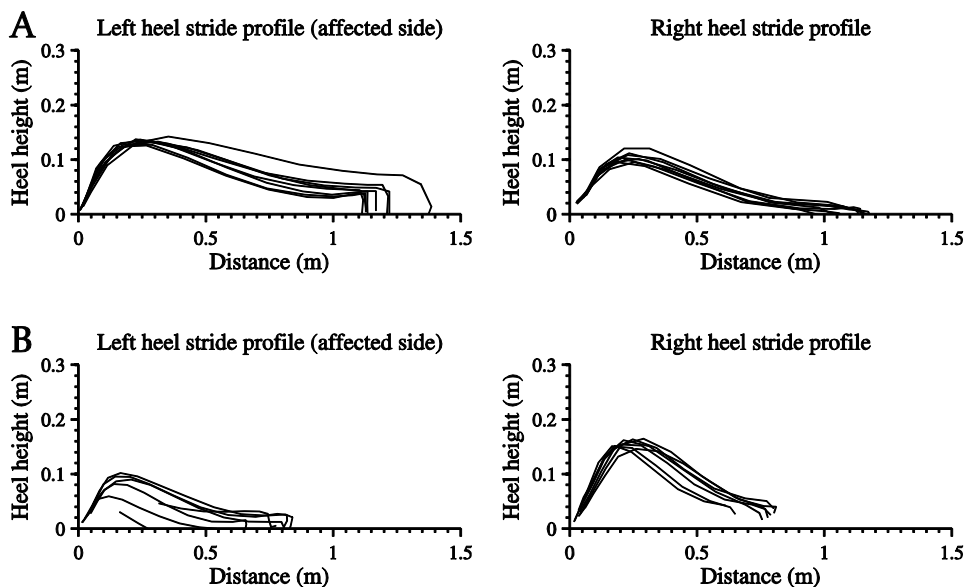 A
Left heel stride profile (affected side)
Right heel stride profile
0.3
0.2
0.1
0
Heel height (m)
0
0.5
1
1.5
Distance (m)
0.3
0.2
0.1
0
Heel height (m)
0
0.5
1
1.5
Distance (m)
B
Left heel stride profile (affected side)
Right heel stride profile
0.3
0.2
0.1
0
Heel height (m)
0
0.5
1
1.5
Distance (m)
0.3
0.2
0.1
0
Heel height (m)
0
0.5
1
1.5
Distance (m)